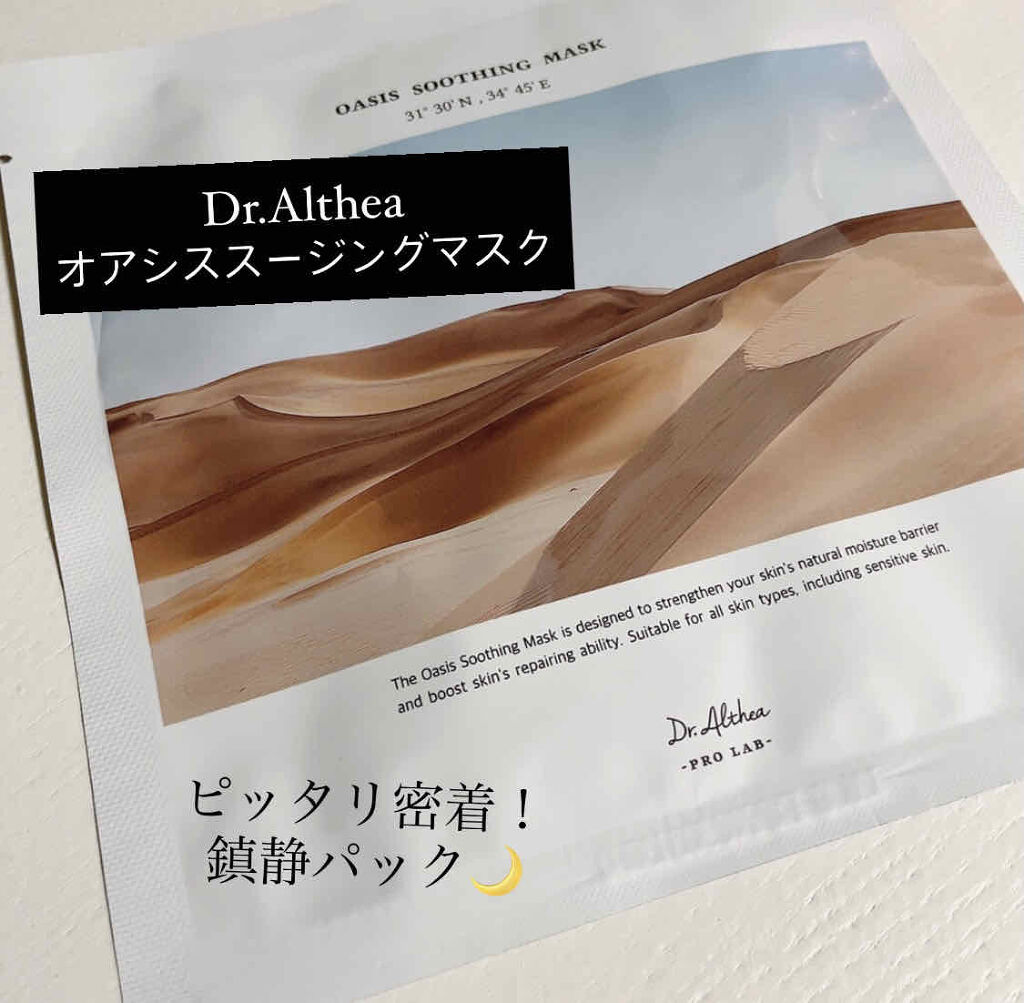 OASIS SOOTHING MASK
31° 30' N , 34° 45' E
Dr.Althea
オアシススージングマスク
The Oasis Soothing Mask is designed to strengthen your skin's natural moisture barrier
and boost skin's repairing ability. Suitable for all skin types, including sensitive skin.
Dr.Althea
-PRO LAB-
ピッタリ密着！
鎮静パック🌙